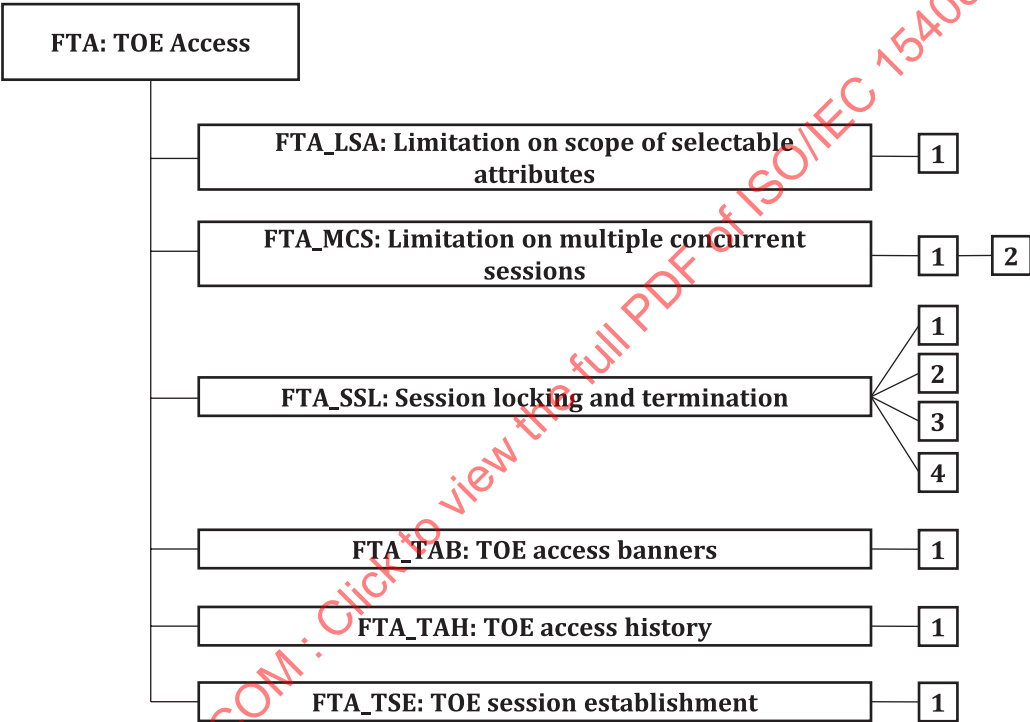 FTA: TOE Access
FTA_LSA: Limitation on scope of selectable
attributes
1
FTA_MCS: Limitation on multiple concurrent
sessions
1
2
FTA_SSL: Session locking and termination
1
2
3
4
FTA_TAB: TOE access banners
1
FTA_TAH: TOE access history
1
FTA_TSE: TOE session establishment
1
COM : Click to view the full PDF of ISO/IEC 15408